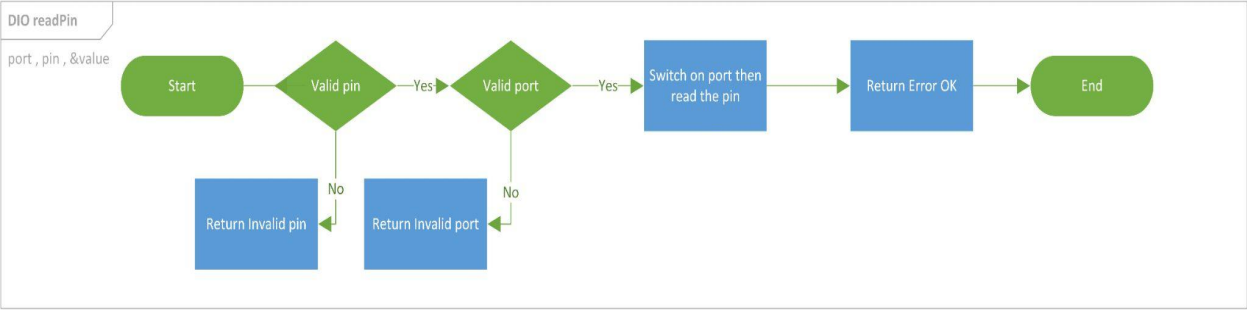 DIO readPin
port , pin , &value
Start
Valid pin
Yes
Valid port
Yes
Switch on port then
read the pin
Return Error OK
End
No
No
Return Invalid pin
Return Invalid port